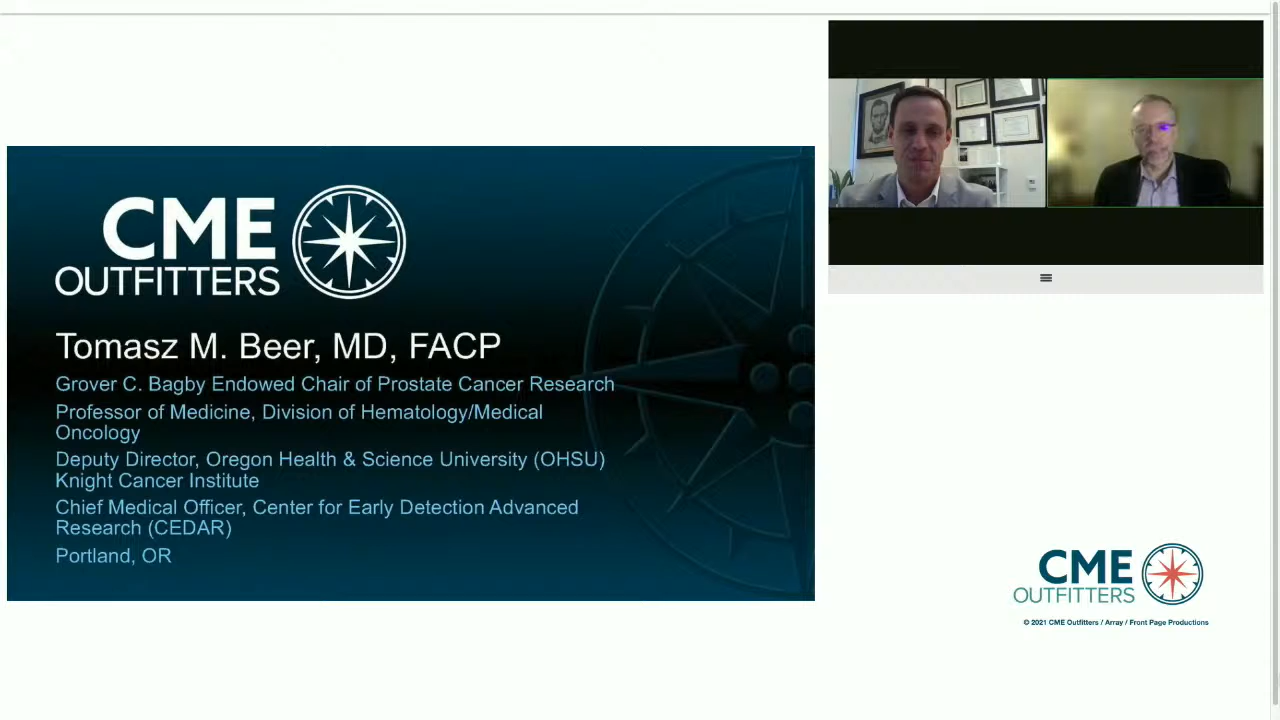 CME
OUTFITTERS
Tomasz M. Beer, MD, FACP
Grover C. Bagby Endowed Chair of Prostate Cancer Research
Professor of Medicine, Division of Hematology/Medical
Oncology
Deputy Director, Oregon Health & Science University (OHSU)
Knight Cancer Institute
Chief Medical Officer, Center for Early Detection Advanced
Research (CEDAR)
Portland, OR
CME
OUTFITTERS
© 2021 CME Outfitters / Array / Front Page Productions